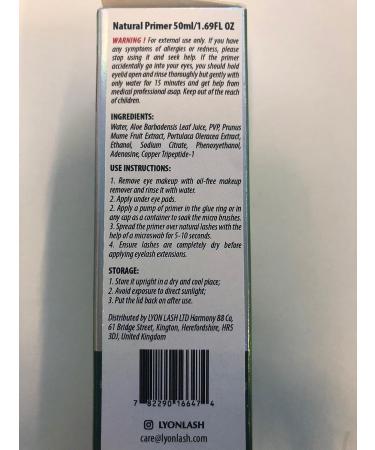 Natural Primer 50ml/1.69FL OZ
WARNING ! For external use only. If you have
any symptoms of allergies or redness, please
stop using it & seek help. If the primer
accidentally go into your eyes, you should hold
eyelid open and rinse thoroughly but gently with
only water for 15 minutes and get help from
medical professional asap. Keep out of the reach
of children.
INGREDIENTS:
Water, Aloe Barbadensis Leaf Juice, PVP, Prunus
Mume Fruit Extract, Portulaca Oleracea Extract,
Ethanol, Sodium Citrate, Phenoxyethanol,
Adenosine, Copper Tripeptide-1
USE INSTRUCTIONS:
1. Remove eye makeup with oil-free makeup
remover and rinse it with water.
2. Apply under eye pads.
2. Apply a pump of primer in the glue ring or in
any cap as a container to soak the micro brushes.
3. Spread the primer over natural lashes with the
help of a microswab for 5-10 seconds.
4. Ensure lashes are completely dry before
applying eyelash extensions.
STORAGE:
1. Store it upright in a dry and cool place;
2. Avoid exposure to direct sunlight;
3. Put the lid back on after use.
Distributed by LYON LASH LTD Harmony 88 Co,
61 Bridge Street, Kington, Herefordshire, HR5
3DJ, United Kingdom
7 82290 16647 4
LYONLASH
care@lyonlash.com